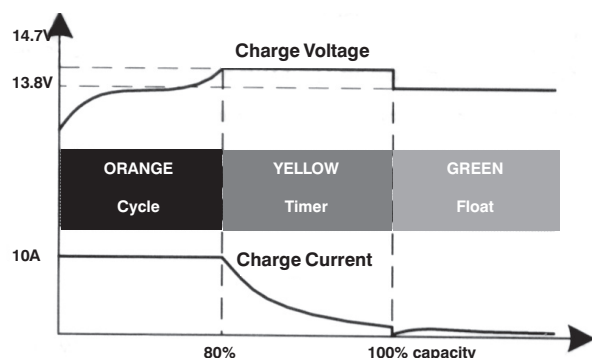 14.7V
Charge Voltage
13.8V
ORANGE YELLOW GREEN
Cycle Timer Float
10A
Charge Current
80% 100% capacity